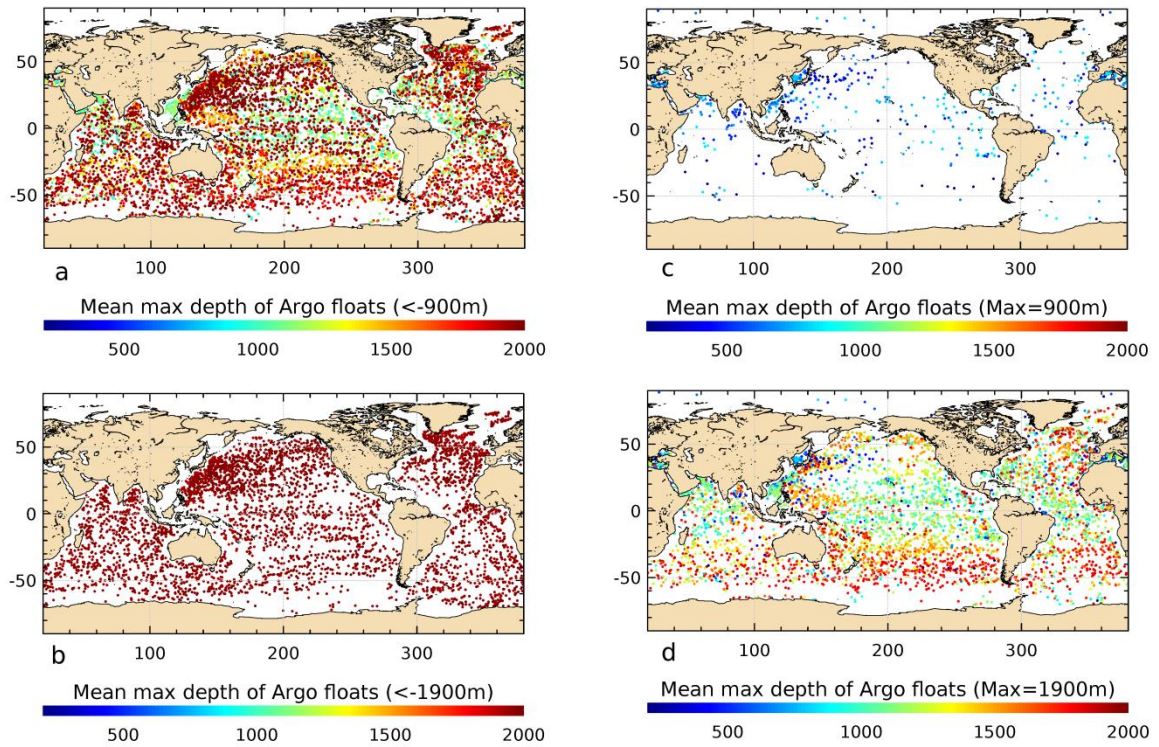 50
0
-50
a
100 200 300
Mean max depth of Argo floats (<-900m)
500 1000 1500 2000
50
0
-50
c
100 200 300
Mean max depth of Argo floats (Max=900m)
500 1000 1500 2000
50
0
-50
b
100 200 300
Mean max depth of Argo floats (<-1900m)
500 1000 1500 2000
50
0
-50
d
100 200 300
Mean max depth of Argo floats (Max=1900m)
500 1000 1500 2000